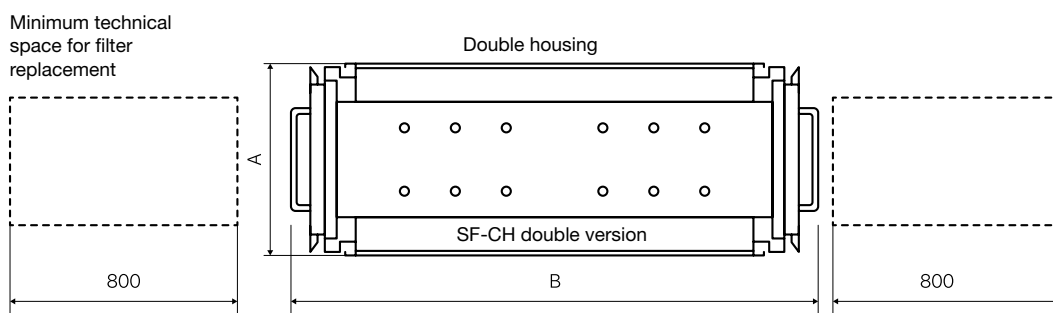 Minimum technical
space for filter
replacement
Double housing
A
SF-CH double version
800
B
800